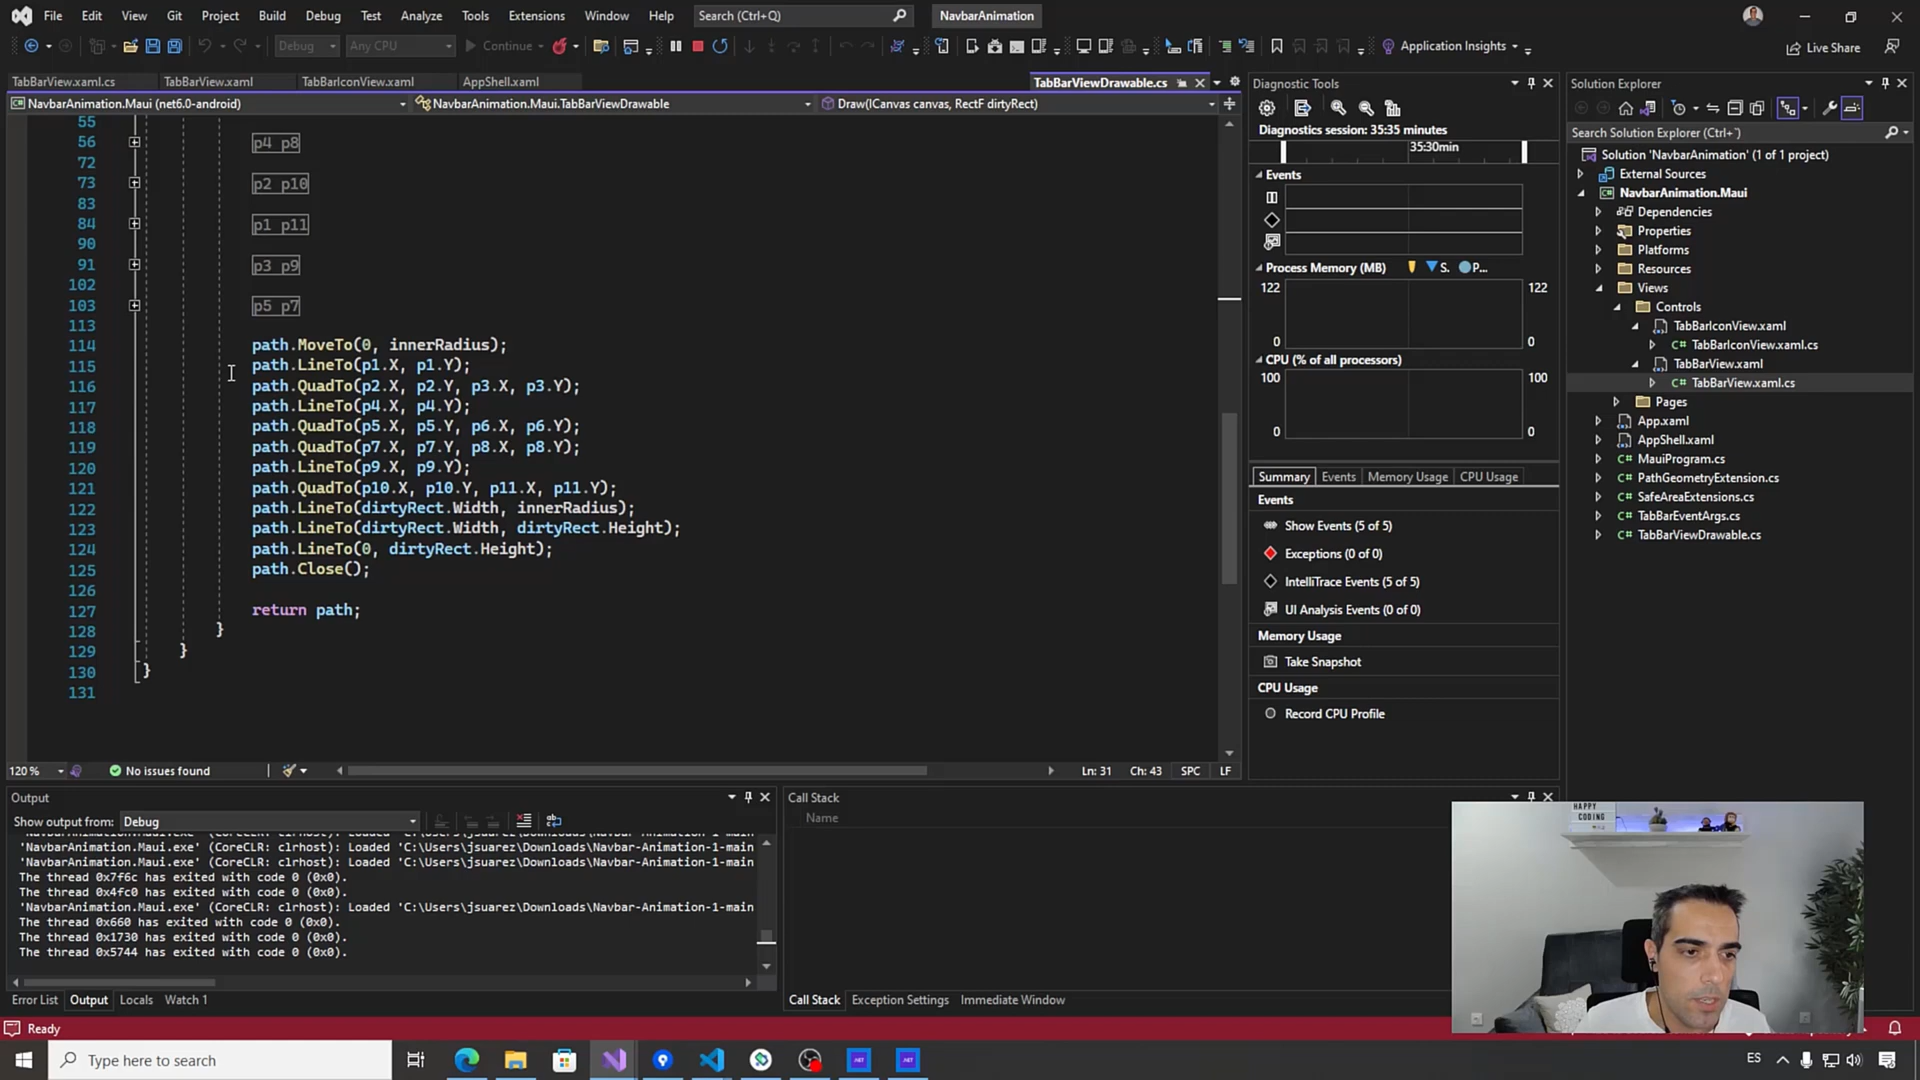 File Edit View Git Project Build Debug Test Analyze Tools Extensions Window Help Search (Ctrl+Q) NavbarAnimation
Debug Any CPU Continue Application Insights Live Share
TabBarView.xaml.cs TabBarView.xaml TabBarIconView.xaml AppShell.xaml TabBarViewDrawable.cs
NavbarAnimation.Maui (net6.0-android) NavbarAnimation.Maui.TabBarViewDrawable Draw(ICanvas canvas, RectF dirtyRect)
55
56 p4 p8
72
73 p2 p10
83
84 p1 p11
90
91 p3 p9
102
103 p5 p7
113
114 path.MoveTo(0, innerRadius);
115 path.LineTo(p1.X, p1.Y);
116 path.QuadTo(p2.X, p2.Y, p3.X, p3.Y);
117 path.LineTo(p4.X, p4.Y);
118 path.QuadTo(p5.X, p5.Y, p6.X, p6.Y);
119 path.QuadTo(p7.X, p7.Y, p8.X, p8.Y);
120 path.LineTo(p9.X, p9.Y);
121 path.QuadTo(p10.X, p10.Y, p11.X, p11.Y);
122 path.LineTo(dirtyRect.Width, innerRadius);
123 path.LineTo(dirtyRect.Width, dirtyRect.Height);
124 path.LineTo(0, dirtyRect.Height);
125 path.Close();
126
127 return path;
128 }
129 }
130 }
131
120 % No issues found Ln: 31 Ch: 43 SPC LF
Diagnostic Tools
Diagnostics session: 35:35 minutes
35:30min
Events
Process Memory (MB) S. P...
122 122
0 0
CPU (% of all processors)
100 100
0 0
Summary Events Memory Usage CPU Usage
Events
Show Events (5 of 5)
Exceptions (0 of 0)
IntelliTrace Events (5 of 5)
UI Analysis Events (0 of 0)
Memory Usage
Take Snapshot
CPU Usage
Record CPU Profile
Solution Explorer
Search Solution Explorer (Ctrl+`)
Solution 'NavbarAnimation' (1 of 1 project)
External Sources
NavbarAnimation.Maui
Dependencies
Properties
Platforms
Resources
Views
Controls
TabBarIconView.xaml
C# TabBarIconView.xaml.cs
TabBarView.xaml
C# TabBarView.xaml.cs
Pages
App.xaml
AppShell.xaml
C# MauiProgram.cs
C# PathGeometryExtension.cs
C# SafeAreaExtensions.cs
C# TabBarEventArgs.cs
C# TabBarViewDrawable.cs
Output
Show output from: Debug
'NavbarAnimation.Maui.exe' (CoreCLR: clrhost): Loaded 'C:\Users\jsuarez\Downloads\Navbar-Animation-1-main
'NavbarAnimation.Maui.exe' (CoreCLR: clrhost): Loaded 'C:\Users\jsuarez\Downloads\Navbar-Animation-1-main
'NavbarAnimation.Maui.exe' (CoreCLR: clrhost): Loaded 'C:\Users\jsuarez\Downloads\Navbar-Animation-1-main
The thread 0x7f6c has exited with code 0 (0x0).
The thread 0x4fc0 has exited with code 0 (0x0).
'NavbarAnimation.Maui.exe' (CoreCLR: clrhost): Loaded 'C:\Users\jsuarez\Downloads\Navbar-Animation-1-main
The thread 0x660 has exited with code 0 (0x0).
The thread 0x1730 has exited with code 0 (0x0).
The thread 0x5744 has exited with code 0 (0x0).
Error List Output Locals Watch 1
Call Stack
Name
Call Stack Exception Settings Immediate Window
HAPPY
CODING
Ready
Type here to search
.NET .NET
ES